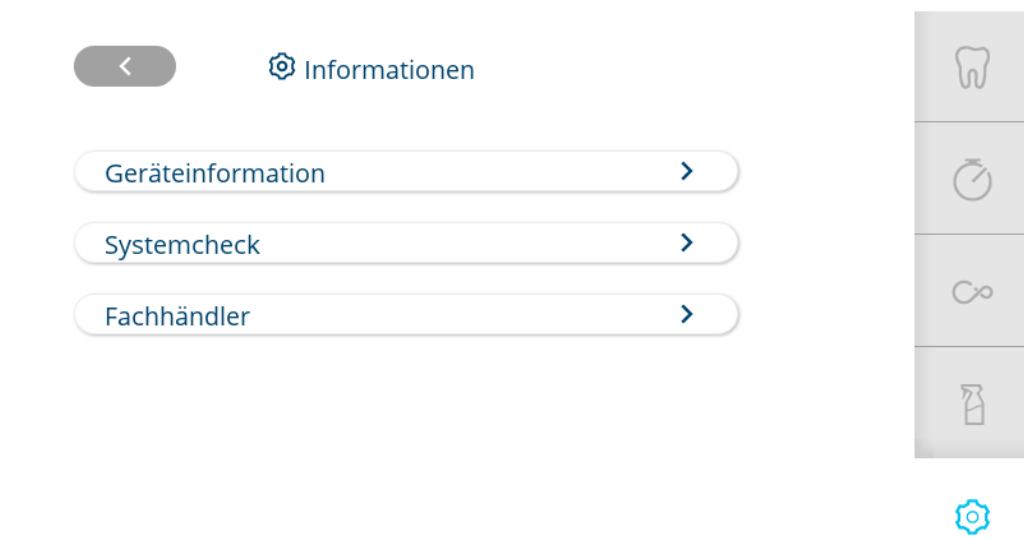 Informationen
Geräteinformation
Systemcheck
Fachhändler